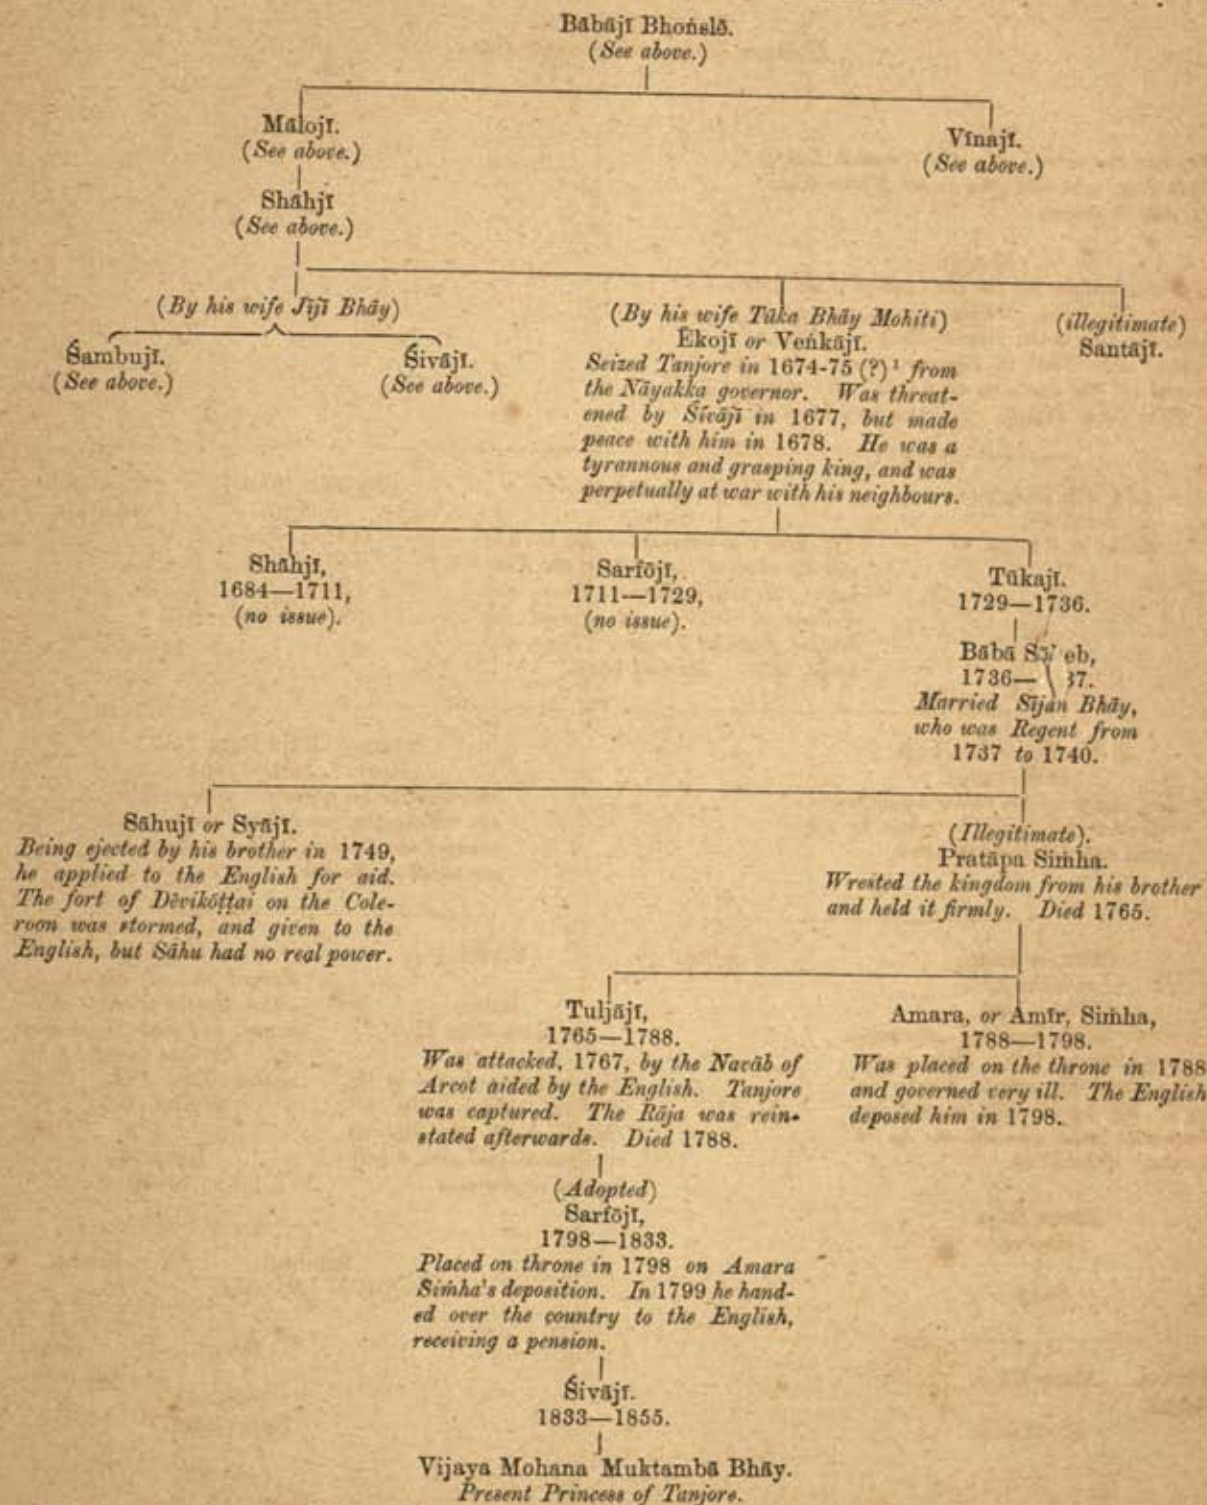 Bābājī Bhoṅslē.
(See above.)
Mālojī.
(See above.)
Vīnajī.
(See above.)
Shāhjī
(See above.)
(By his wife Jījī Bhāy)
Śambujī.
(See above.)
Śivājī.
(See above.)
(By his wife Tūka Bhāy Mohiti)
Ēkojī or Veṅkājī.
Seized Tanjore in 1674-75 (?)¹ from
the Nāyakka governor. Was threat-
ened by Śivājī in 1677, but made
peace with him in 1678. He was a
tyrannous and grasping king, and was
perpetually at war with his neighbours.
(illegitimate)
Santājī.
Shāhjī,
1684—1711,
(no issue).
Sarfōjī,
1711—1729,
(no issue).
Tūkajī.
1729—1736.
Bābā
1736—
Married Sījān Bhāy,
who was Regent from
1737 to 1740.
Sāhujī or Syājī.
Being ejected by his brother in 1749,
he applied to the English for aid.
The fort of Dēvikōṭṭai on the Cole-
roon was stormed, and given to the
English, but Sāhu had no real power.
(Illegitimate).
Pratāpa Siṁha.
Wrested the kingdom from his brother
and held it firmly. Died 1765.
Tuljājī,
1765—1788.
Was attacked, 1767, by the Navāb of
Arcot aided by the English. Tanjore
was captured. The Rāja was rein-
stated afterwards. Died 1788.
Amara, or Amīr, Siṁha,
1788—1798.
Was placed on the throne in 1788
and governed very ill. The English
deposed him in 1798.
(Adopted)
Sarfōjī,
1798—1833.
Placed on throne in 1798 on Amara
Siṁha's deposition. In 1799 he hand-
ed over the country to the English,
receiving a pension.
Śivājī.
1833—1855.
Vijaya Mohana Muktambā Bhāy.
Present Princess of Tanjore.